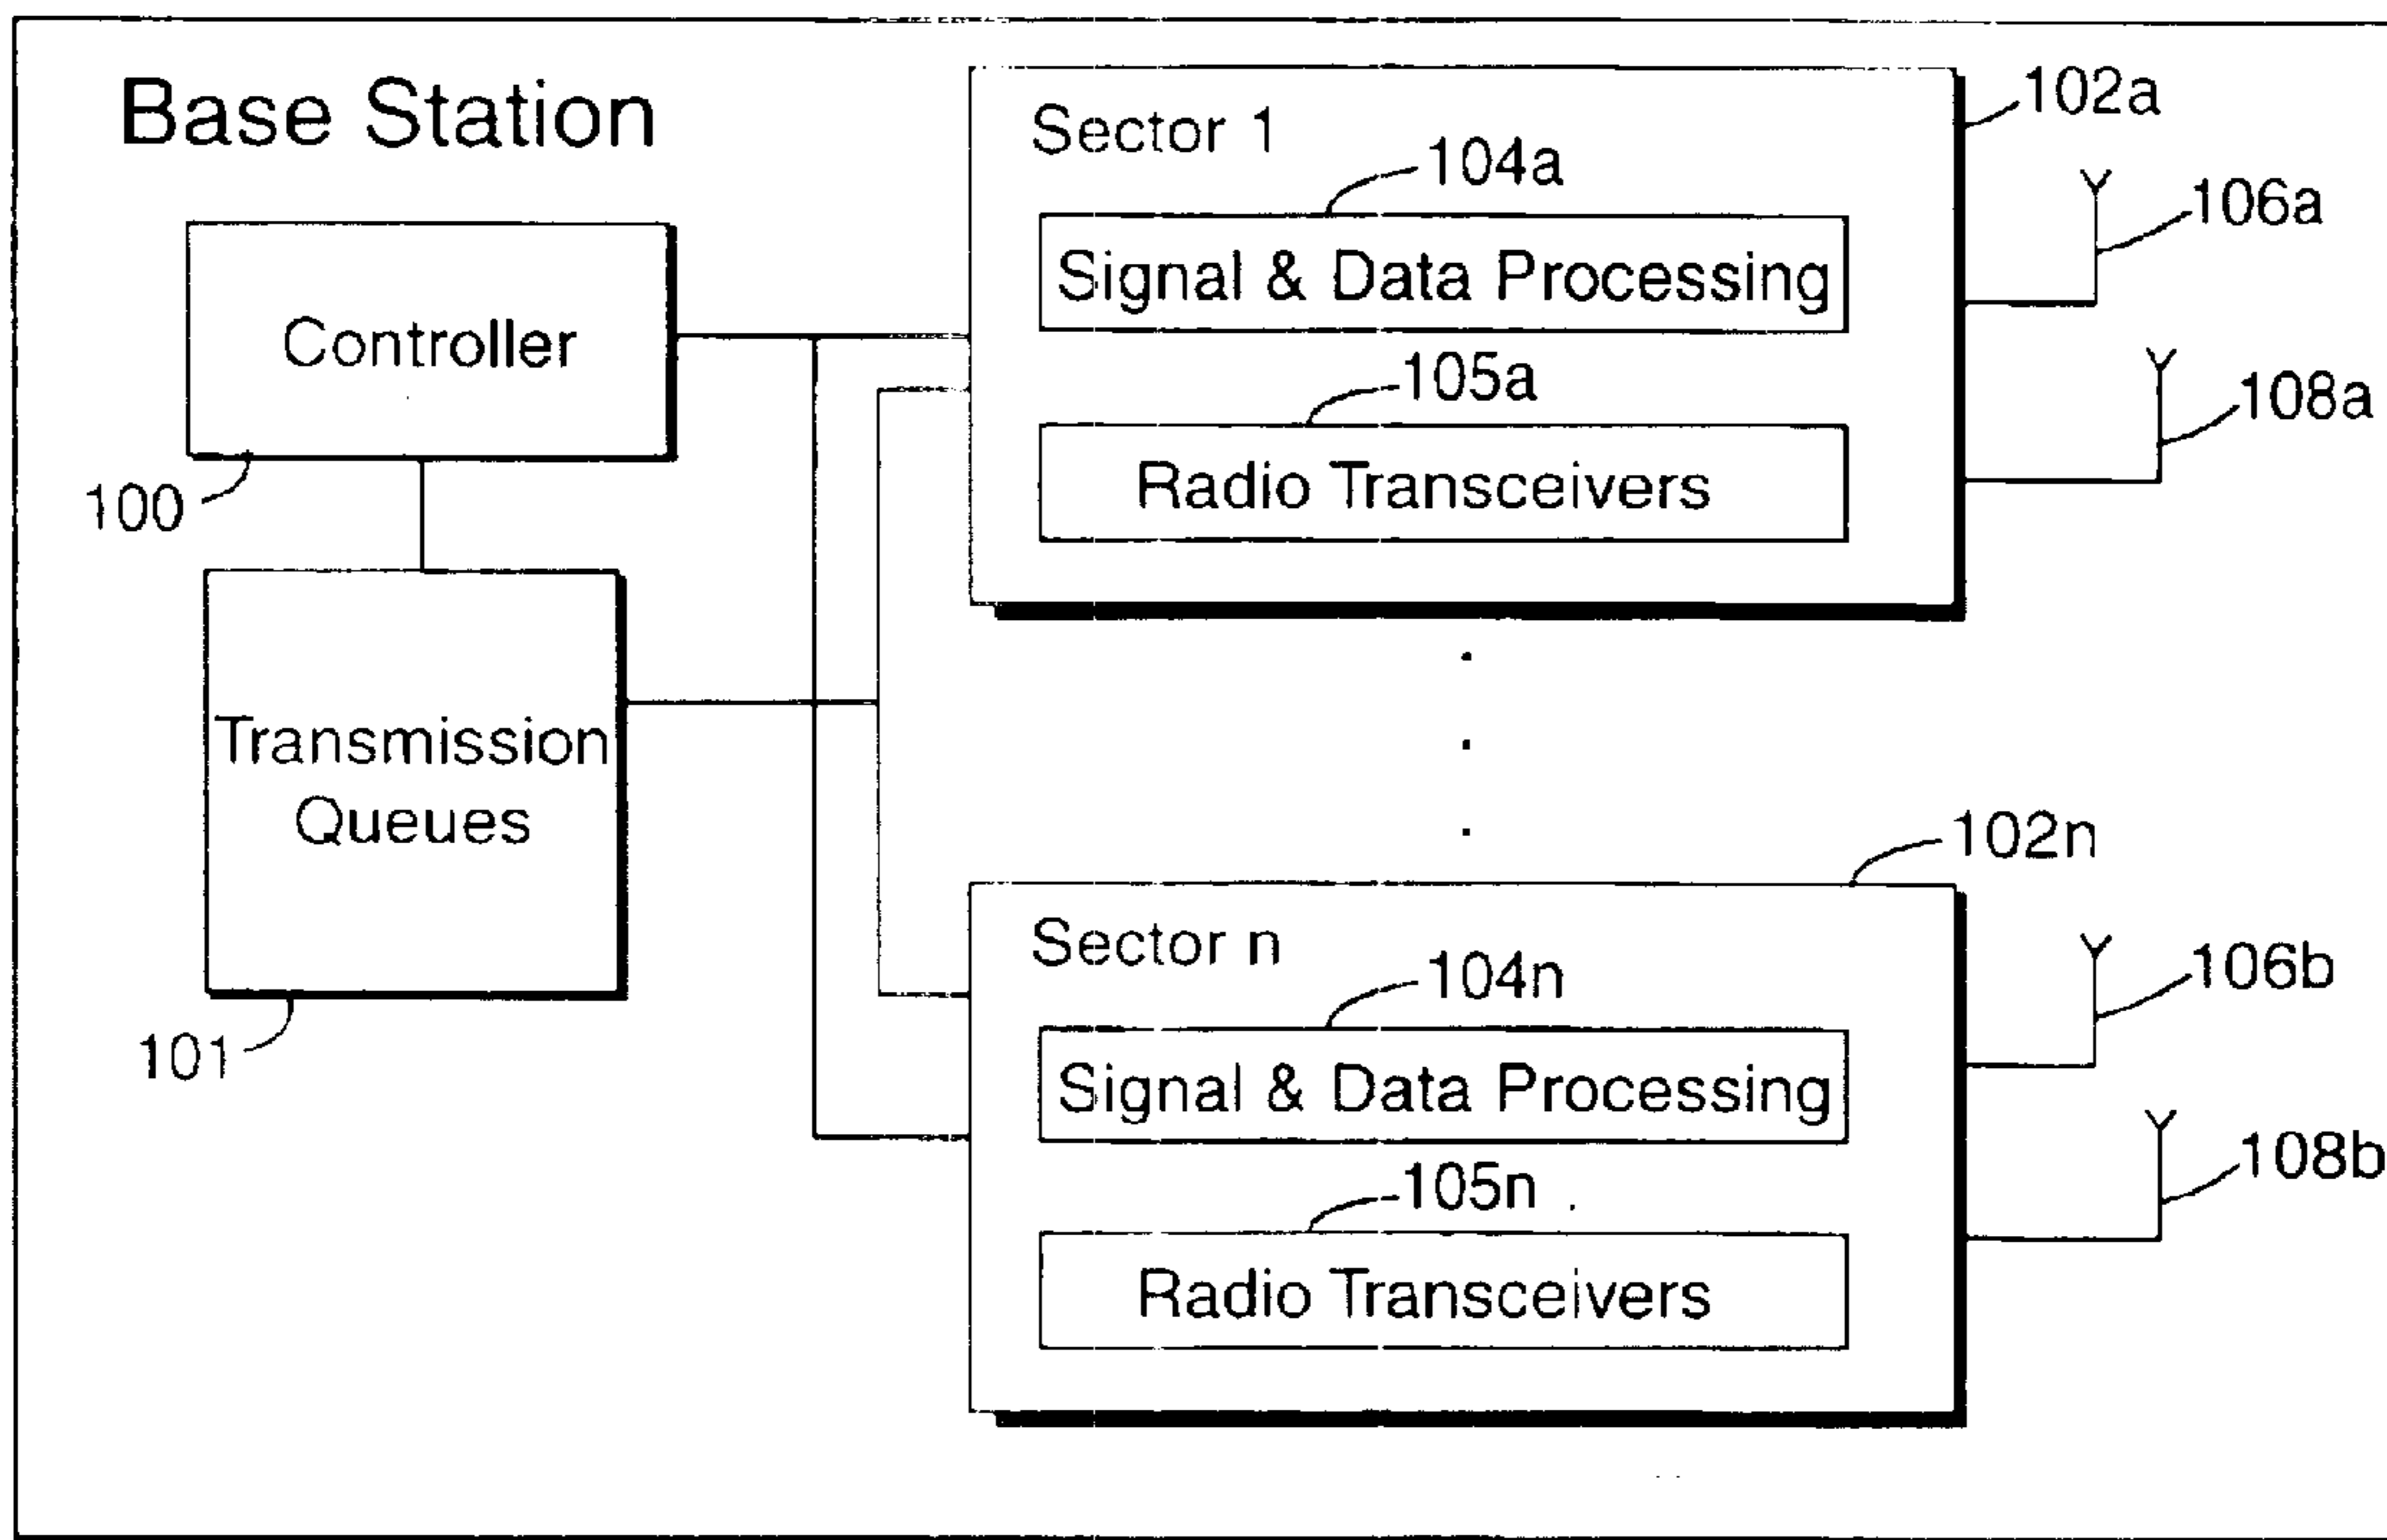 Base Station
Controller
100
Transmission
Queues
101
Sector 1
102a
104a
Signal & Data Processing
105a
Radio Transceivers
106a
108a
Sector n
102n
104n
Signal & Data Processing
105n
Radio Transceivers
106b
108b